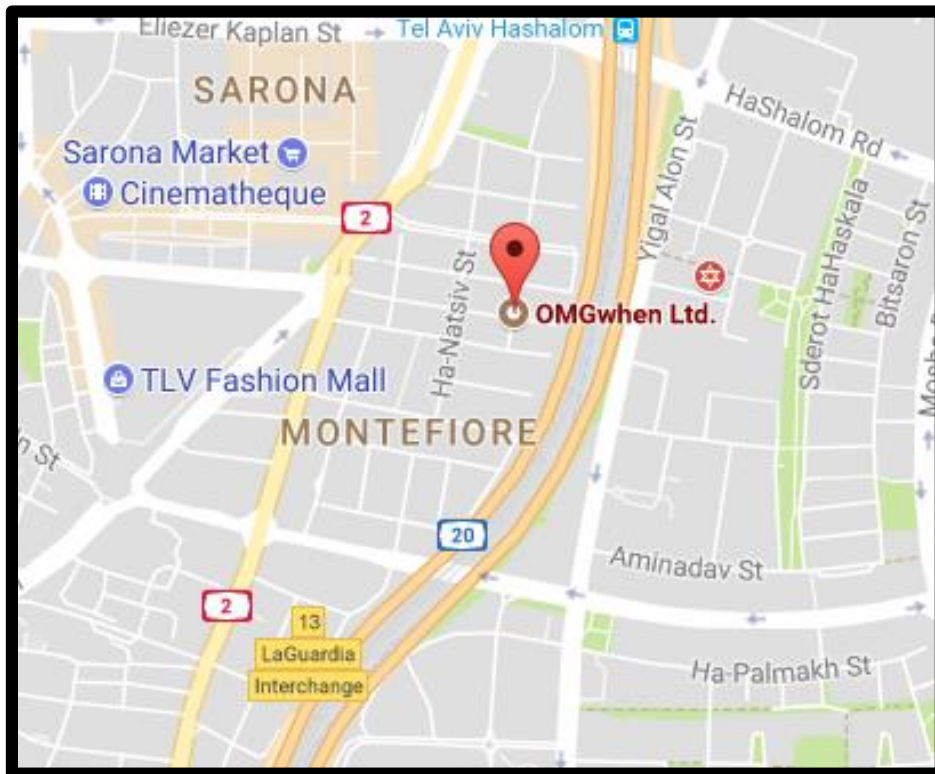 Eliezer Kaplan St
Tel Aviv Hashalom
SARONA
HaShalom Rd
Sarona Market
Cinematheque
2
Yigal Alon St
Ha-Natsiv St
OMGwhen Ltd.
Sderot HaHaskala
Bitsaron St
TLV Fashion Mall
MONTEFIORE
St
20
Aminadav St
2
13
LaGuardia
Interchange
Ha-Palmakh St